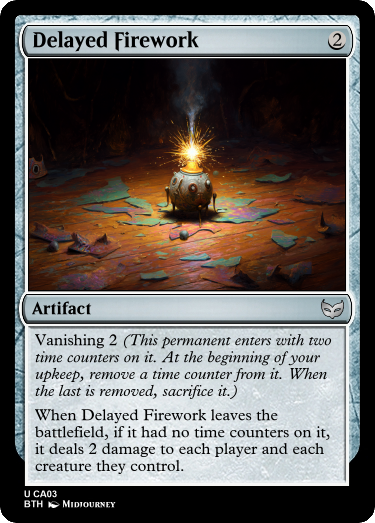 Delayed Firework 2
Artifact
Vanishing 2 (This permanent enters with two
time counters on it. At the beginning of your
upkeep, remove a time counter from it. When
the last is removed, sacrifice it.)
When Delayed Firework leaves the
battlefield, if it had no time counters on it,
it deals 2 damage to each player and each
creature they control.
U CA03
BTH Midjourney